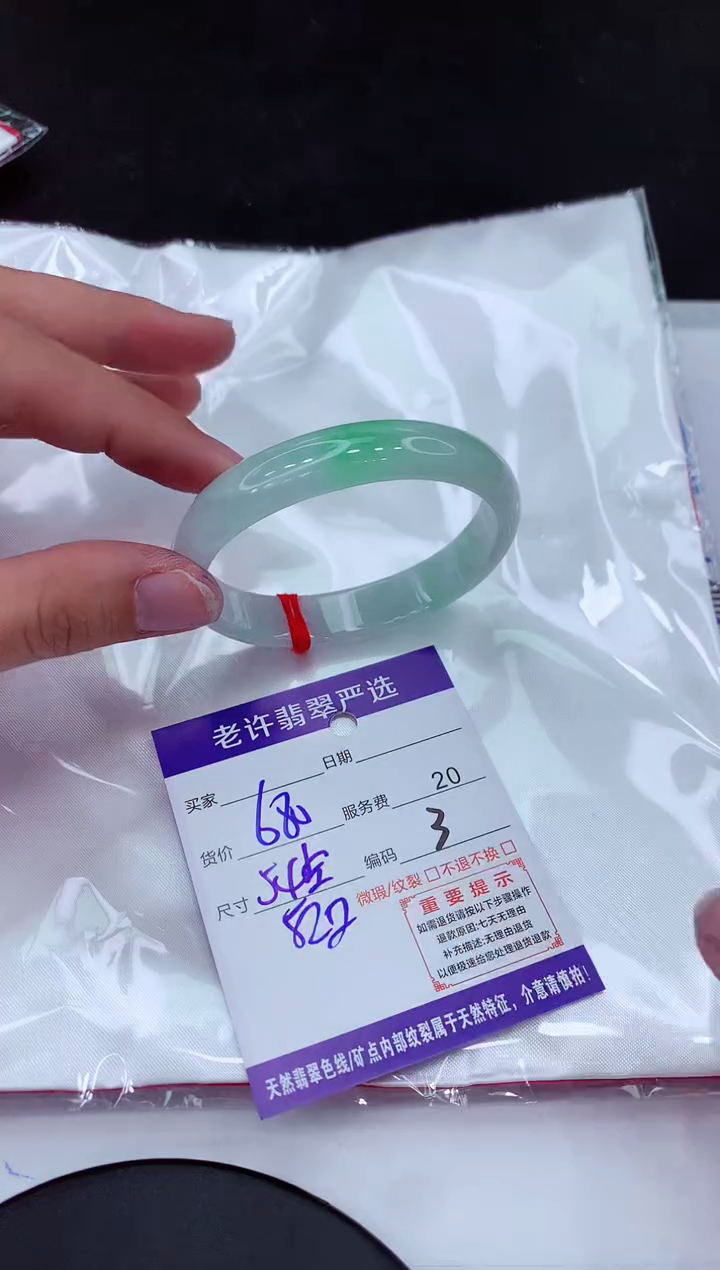 老许翡翠严选
买家 日期
货价 680 服务费 20
尺寸 编码 3
微瑕/纹裂 □ 不退不换 □
重要提示
如需退货请按以下步骤操作
退款原因:七天无理由
补充描述:无理由退货
以便极速给您处理退货退款
天然翡翠色线/矿点内部纹裂属于天然特征，介意请慎拍!